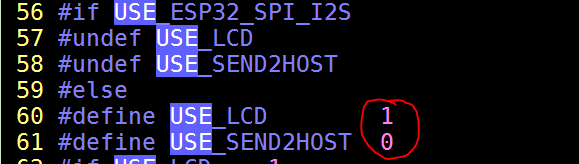 56 #if USE_ESP32_SPI_I2S
57 #undef USE_LCD
58 #undef USE_SEND2HOST
59 #else
60 #define USE_LCD 1
61 #define USE_SEND2HOST 0